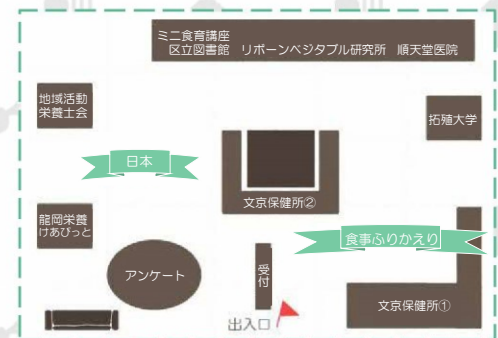 ミニ食育講座
区立図書館　リボーンベジタブル研究所　順天堂医院
地域活動
栄養士会
拓殖大学
日本
文京保健所②
龍岡栄養
けあぴっと
食事ふりかえり
アンケート
受付
文京保健所①
出入口